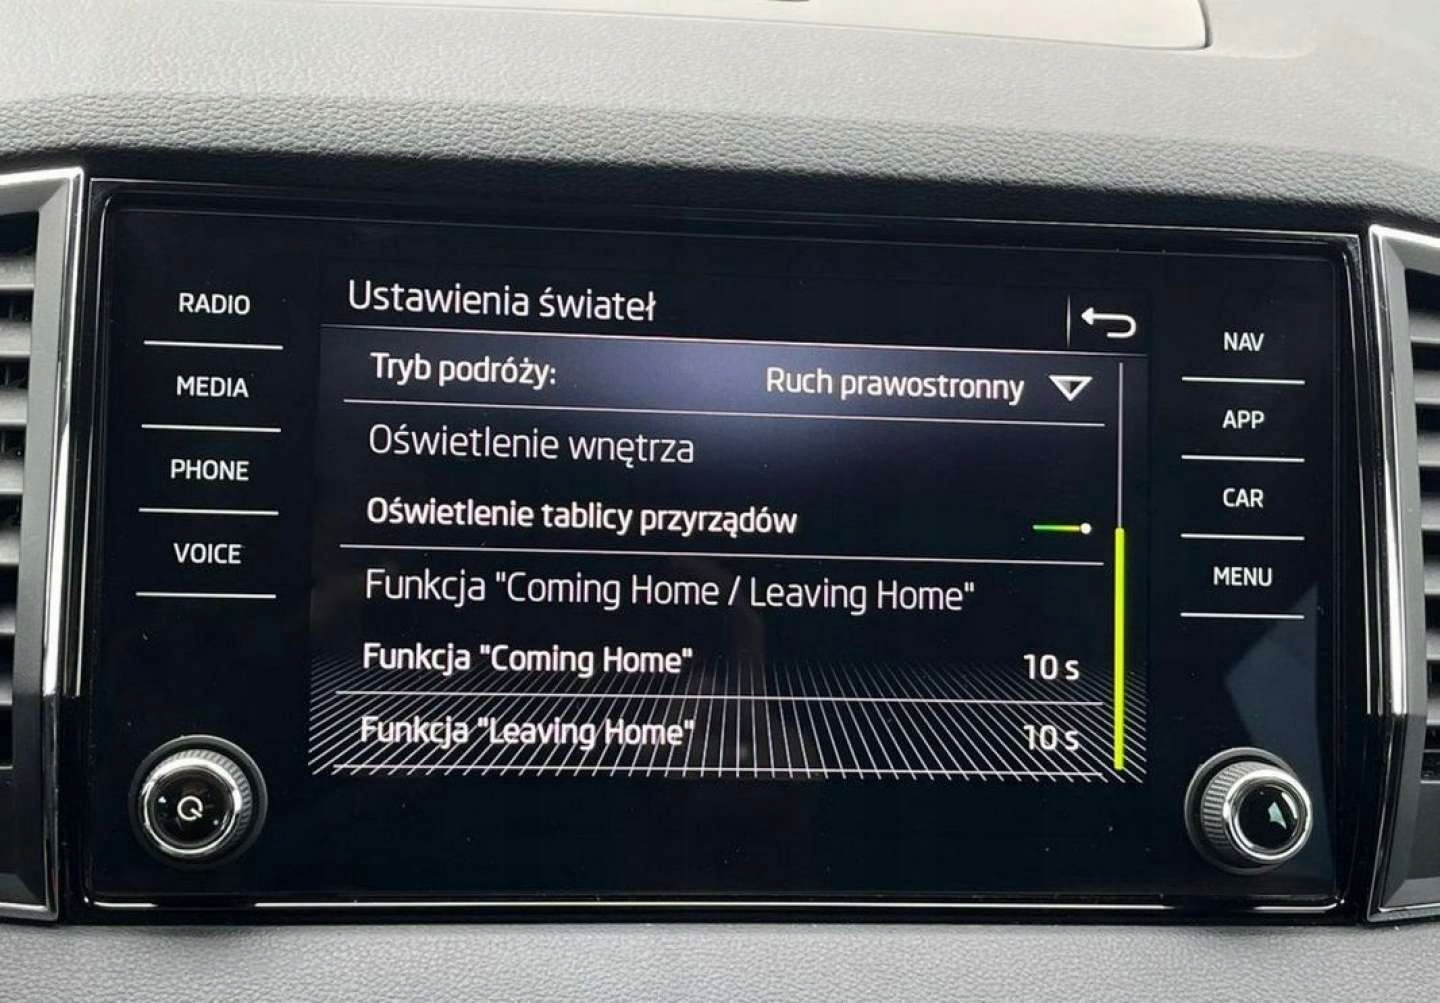 RADIO
MEDIA
PHONE
VOICE
Ustawienia świateł
Tryb podróży: Ruch prawostronny
Oświetlenie wnętrza
Oświetlenie tablicy przyrządów
Funkcja "Coming Home / Leaving Home"
Funkcja "Coming Home" 10 s
Funkcja "Leaving Home" 10 s
NAV
APP
CAR
MENU